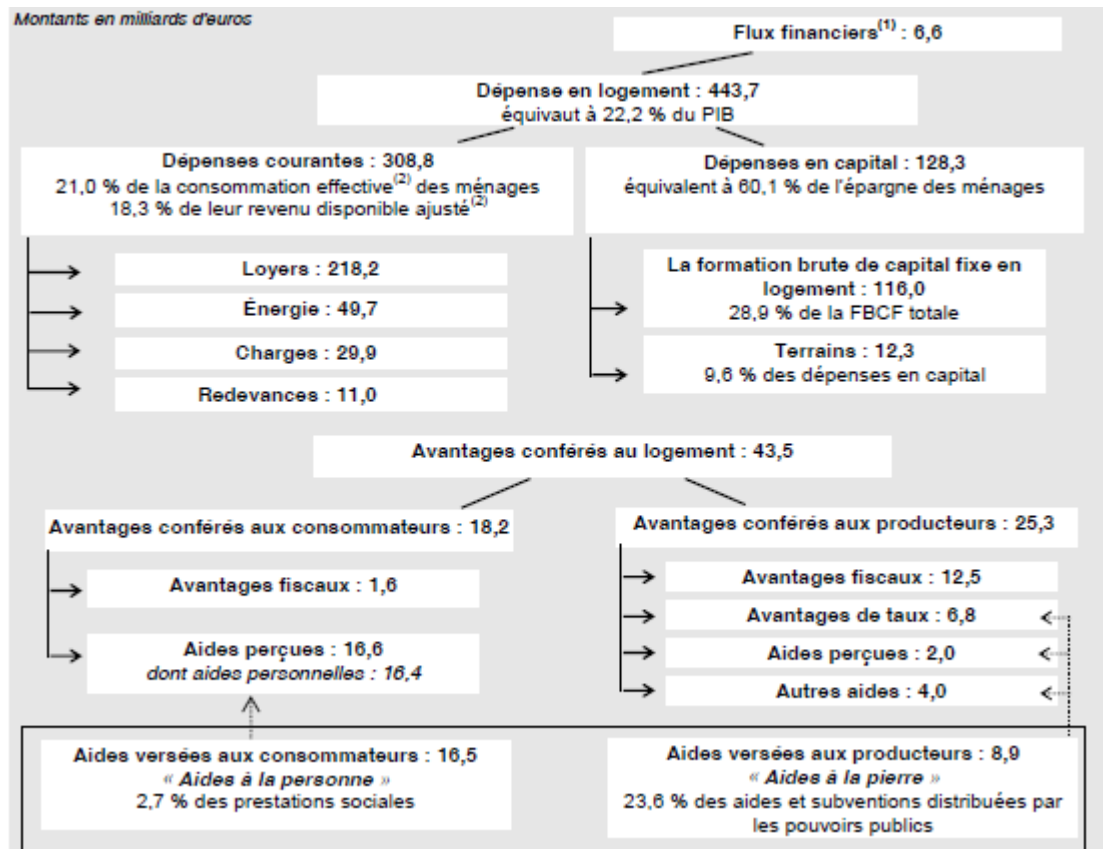 Montants en milliards d'euros
Flux financiers(1) : 6,6
Dépense en logement : 443,7
équivaut à 22,2 % du PIB
Dépenses courantes : 308,8
21,0 % de la consommation effective(2) des ménages
18,3 % de leur revenu disponible ajusté(2)
Dépenses en capital : 128,3
équivalent à 60,1 % de l'épargne des ménages
Loyers : 218,2
Énergie : 49,7
Charges : 29,9
Redevances : 11,0
La formation brute de capital fixe en
logement : 116,0
28,9 % de la FBCF totale
Terrains : 12,3
9,6 % des dépenses en capital
Avantages conférés au logement : 43,5
Avantages conférés aux consommateurs : 18,2
Avantages fiscaux : 1,6
Aides perçues : 16,6
dont aides personnelles : 16,4
Avantages conférés aux producteurs : 25,3
Avantages fiscaux : 12,5
Avantages de taux : 6,8
Aides perçues : 2,0
Autres aides : 4,0
Aides versées aux consommateurs : 16,5
« Aides à la personne »
2,7 % des prestations sociales
Aides versées aux producteurs : 8,9
« Aides à la pierre »
23,6 % des aides et subventions distribuées par
les pouvoirs publics